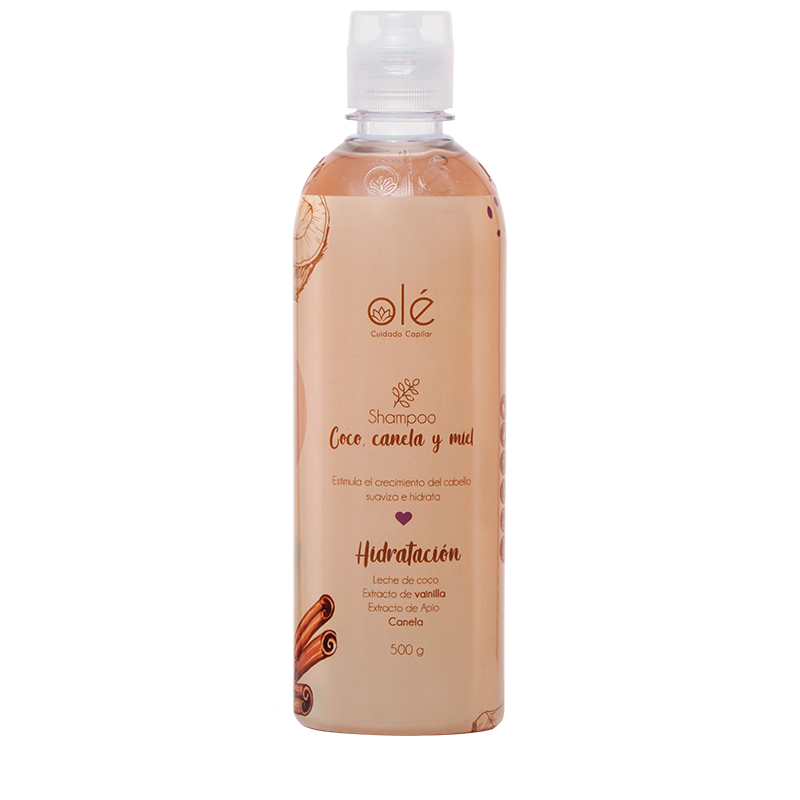 olé
Cuidado Capilar
Shampoo
Coco, canela y miel
Estimula el crecimiento del cabello
suaviza e hidrata
Hidratación
Leche de coco
Extracto de vainilla
Extracto de Apio
Canela
500 g